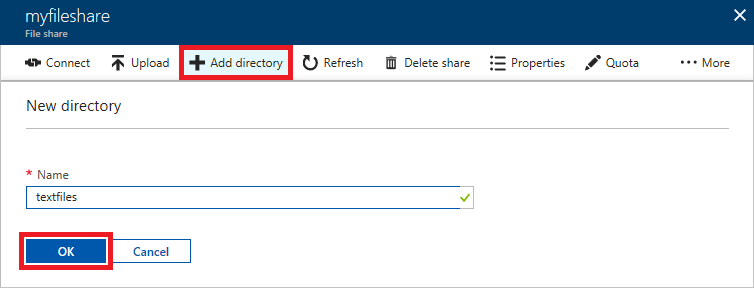 myfileshare
File share
Connect Upload Add directory Refresh Delete share Properties Quota More
New directory
* Name
textfiles
OK Cancel